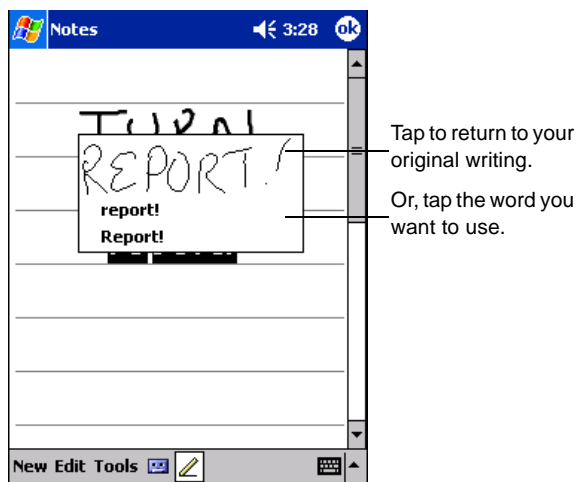 Notes 3:28 ok
REPORT!
report!
Report!
Tap to return to your
original writing.
Or, tap the word you
want to use.
New Edit Tools